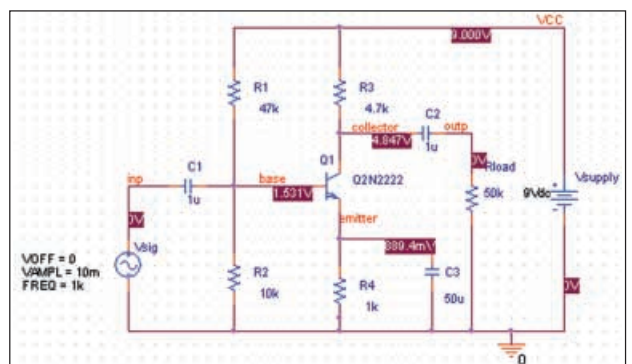 VCC
9.000V
R1
47k
R3
4.7k
C2
collector
outp
4.847V
1u
0V
Rload
50k
Q1
Q2N2222
C1
inp
1u
base
1.531V
Vsupply
9Vdc
emitter
0V
Vsig
889.4mV
VOFF = 0
VAMPL = 10m
FREQ = 1k
R2
10k
R4
1k
C3
50u
0V
0